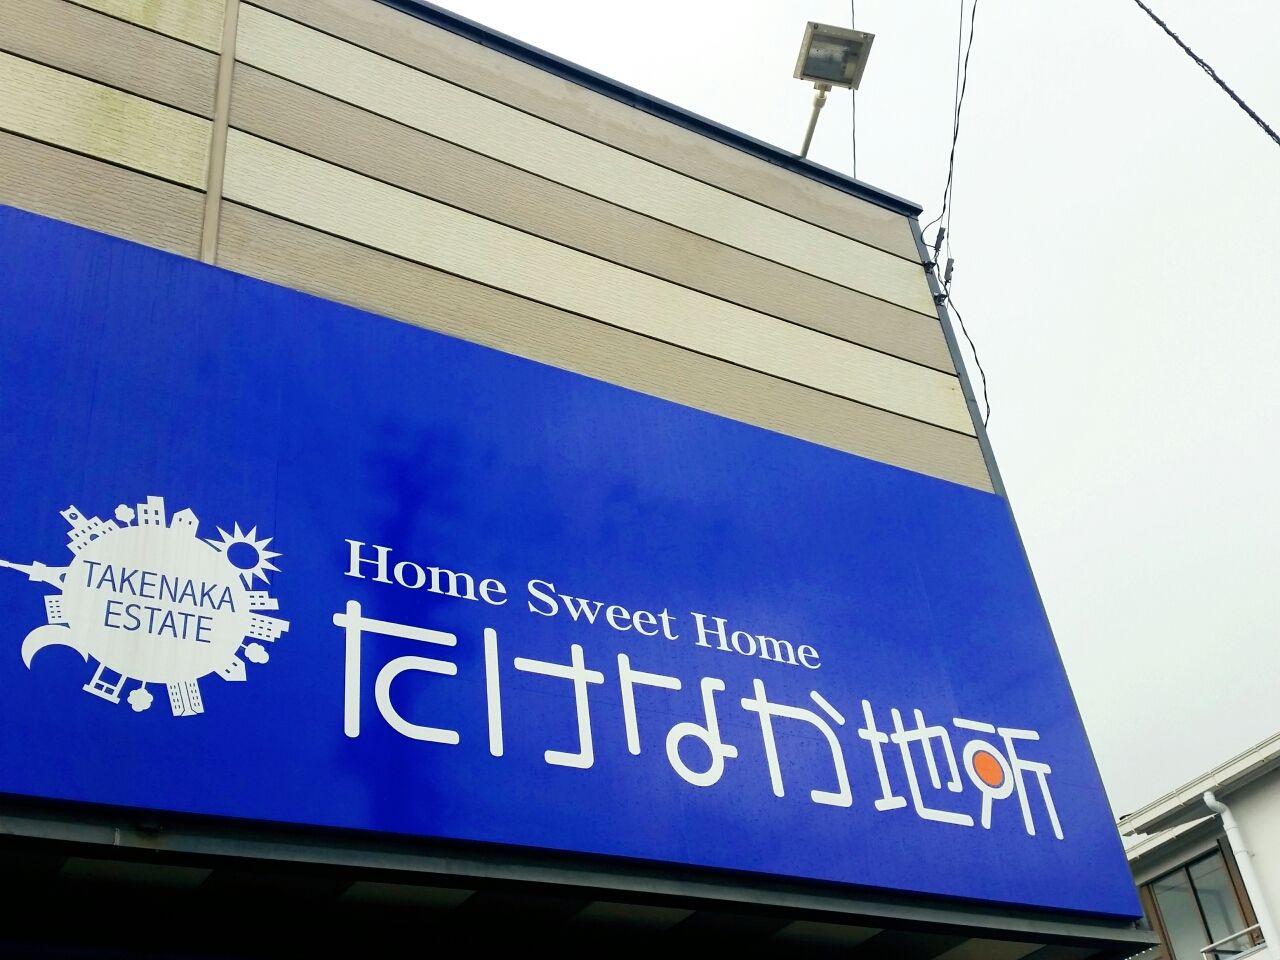 TAKENAKA
ESTATE
Home Sweet Home
たけなか地所